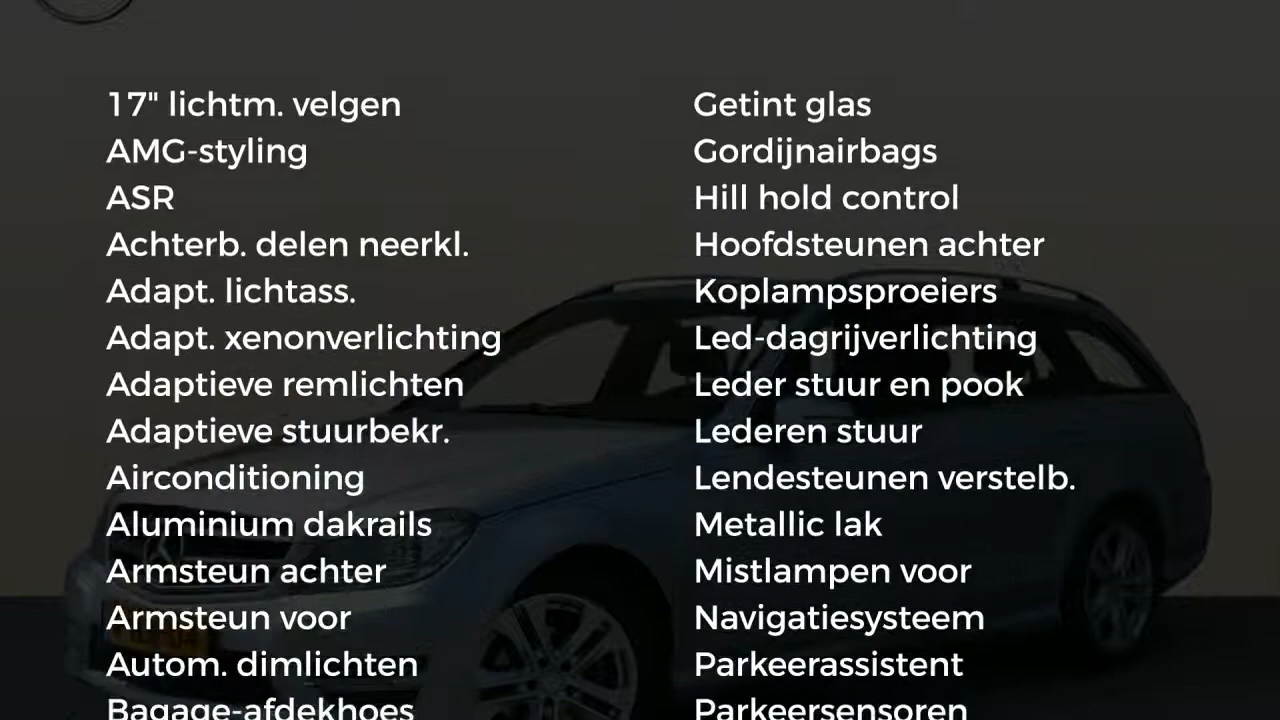 17" lichtm. velgen
AMG-styling
ASR
Achterb. delen neerkl.
Adapt. lichtass.
Adapt. xenonverlichting
Adaptieve remlichten
Adaptieve stuurbekr.
Airconditioning
Aluminium dakrails
Armsteun achter
Armsteun voor
Autom. dimlichten
Bagage-afdekhoes
Getint glas
Gordijnairbags
Hill hold control
Hoofdsteunen achter
Koplampsproeiers
Led-dagrijverlichting
Leder stuur en pook
Lederen stuur
Lendesteunen verstelb.
Metallic lak
Mistlampen voor
Navigatiesysteem
Parkeerassistent
Parkeersensoren